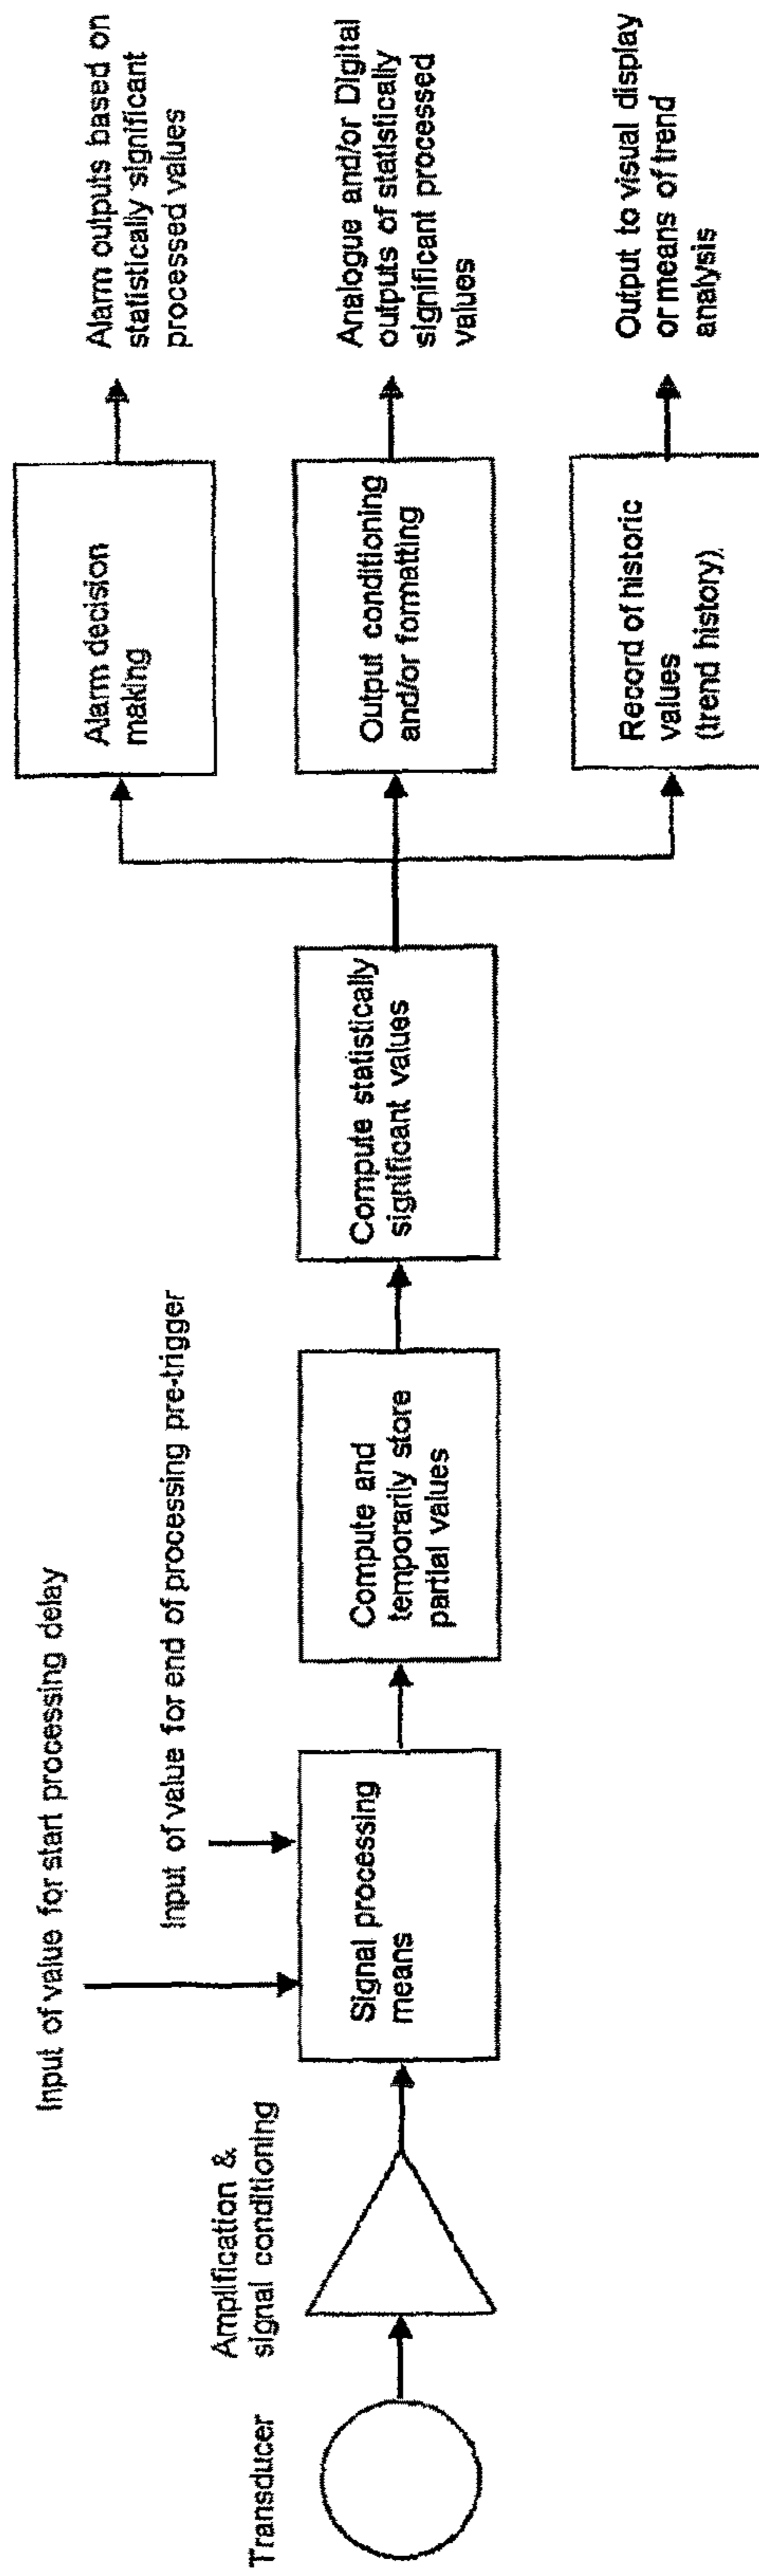 Transducer
Amplification &
signal conditioning
Input of value for start processing delay
Input of value for end of processing pre-trigger
Signal processing
means
Compute and
temporarily store
partial values
Compute statistically
significant values
Alarm decision
making
Output conditioning
and/or formatting
Record of historic
values
(trend history).
Alarm outputs based on
statistically significant
processed values
Analogue and/or Digital
outputs of statistically
significant processed
values
Output to visual display
or means of trend
analysis